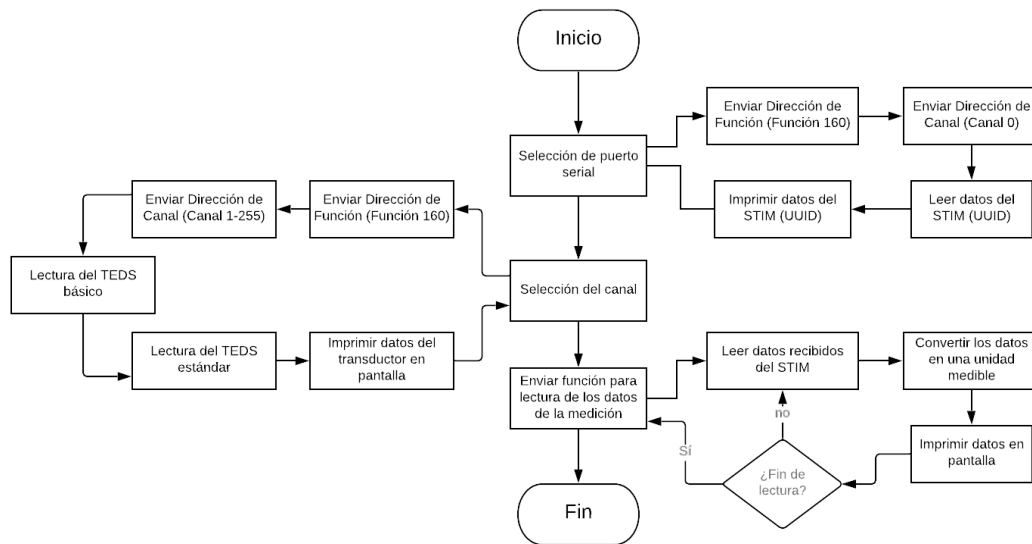 Inicio
Enviar Dirección de
Función (Función 160)
Enviar Dirección de
Canal (Canal 0)
Selección de puerto
serial
Imprimir datos del
STIM (UUID)
Leer datos del
STIM (UUID)
Enviar Dirección de
Canal (Canal 1-255)
Enviar Dirección de
Función (Función 160)
Lectura del TEDS
básico
Selección del canal
Lectura del TEDS
estándar
Imprimir datos del
transductor en
pantalla
Enviar función para
lectura de los datos
de la medición
Leer datos recibidos
del STIM
Convertir los datos
en una unidad
medible
no
Sí
¿Fin de
lectura?
Imprimir datos en
pantalla
Fin